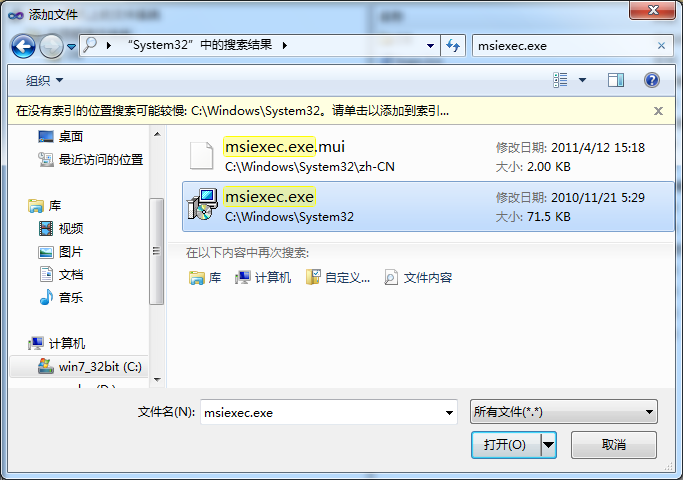 添加文件
“System32”中的搜索结果
msiexec.exe
组织
在没有索引的位置搜索可能较慢: C:\Windows\System32。请单击以添加到索引...
桌面
最近访问的位置
库
视频
图片
文档
音乐
计算机
win7_32bit (C:)
msiexec.exe.mui
C:\Windows\System32\zh-CN
修改日期: 2011/4/12 15:18
大小: 2.00 KB
msiexec.exe
C:\Windows\System32
修改日期: 2010/11/21 5:29
大小: 71.5 KB
在以下内容中再次搜索:
库
计算机
自定义...
文件内容
文件名(N):
msiexec.exe
所有文件(*.*)
打开(O)
取消